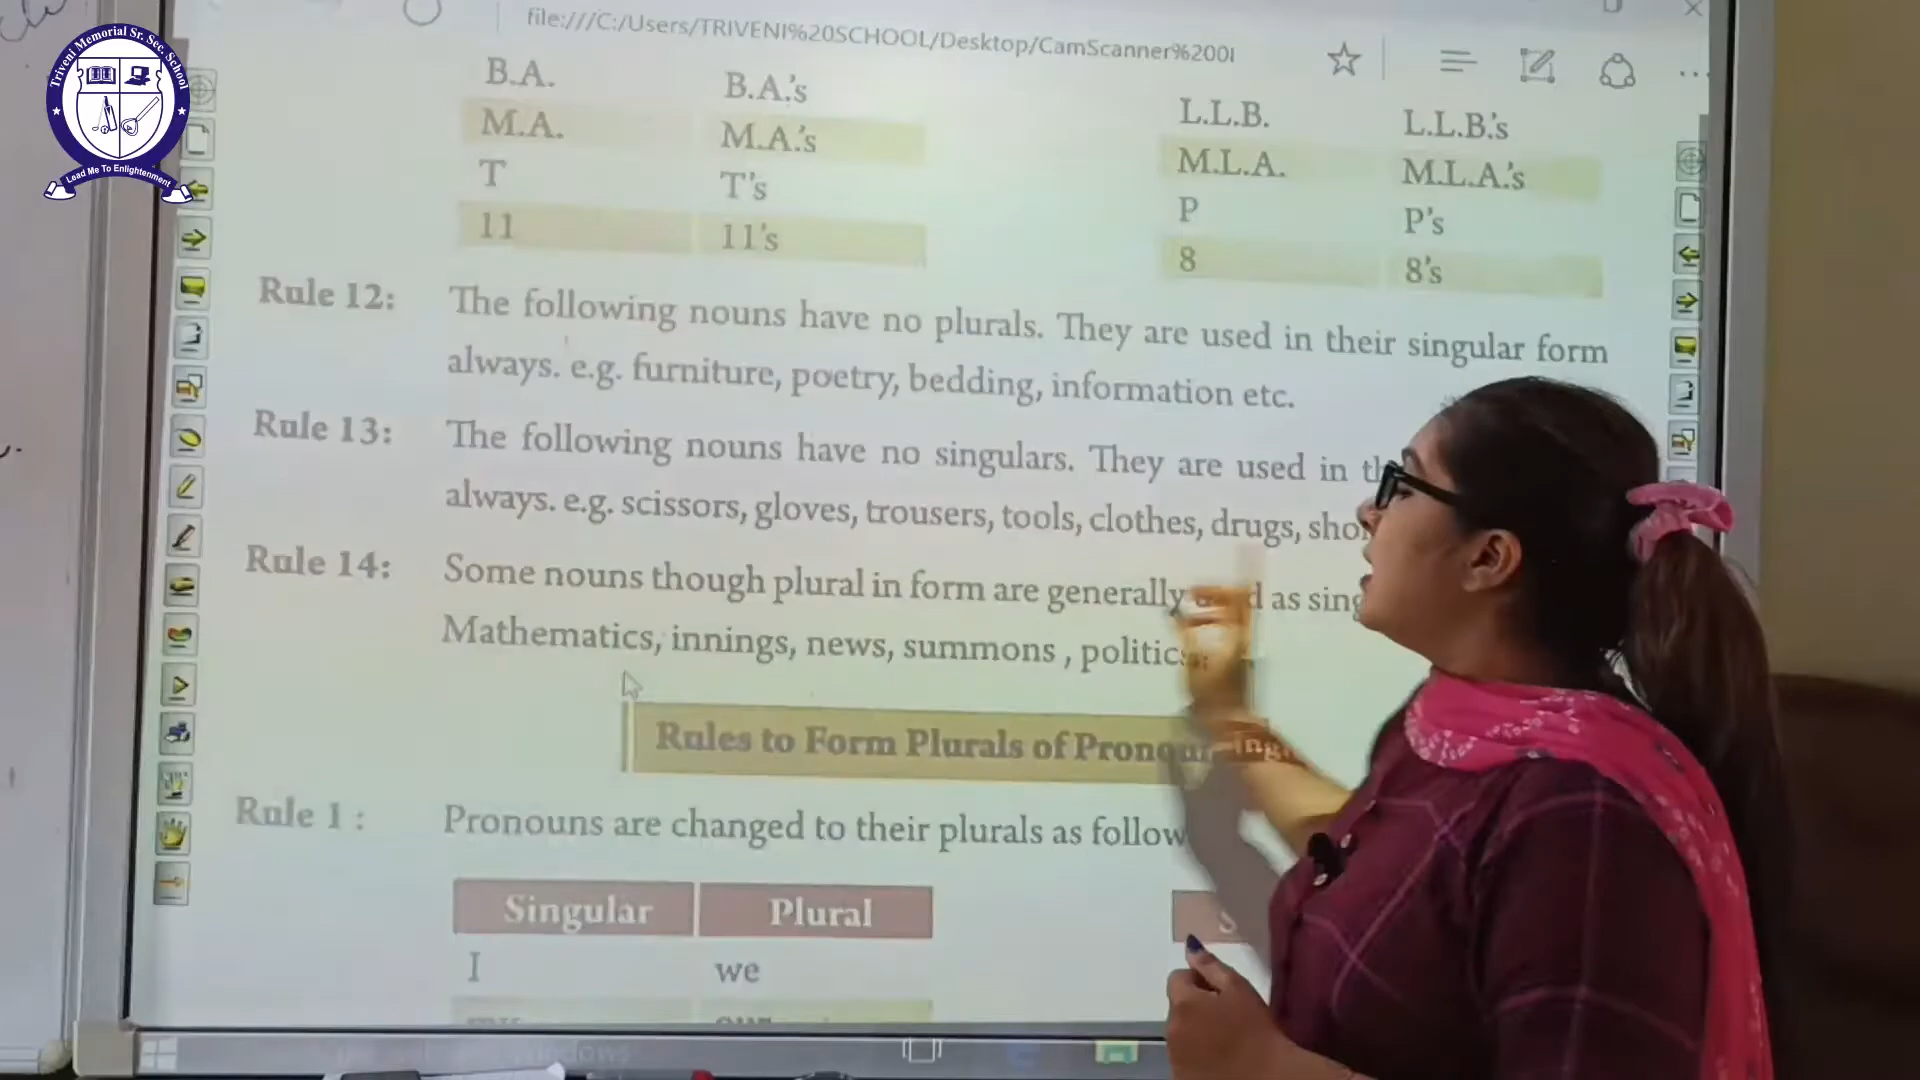 Triveni Memorial Sr. Sec. School
Lead Me To Enlightenment
file:///C:/Users/TRIVENI%20SCHOOL/Desktop/CamScanner%200
B.A. B.A.'s L.L.B. L.L.B.'s
M.A. M.A.'s M.L.A. M.L.A.'s
T T's P P's
11 11's 8 8's
Rule 12: The following nouns have no plurals. They are used in their singular form
always. e.g. furniture, poetry, bedding, information etc.
Rule 13: The following nouns have no singulars. They are used in
always. e.g. scissors, gloves, trousers, tools, clothes, drugs,
Rule 14: Some nouns though plural in form are generally as
Mathematics, innings, news, summons , politics
Rules to Form Plurals of
Rule 1 : Pronouns are changed to their plurals as
Singular Plural
I we